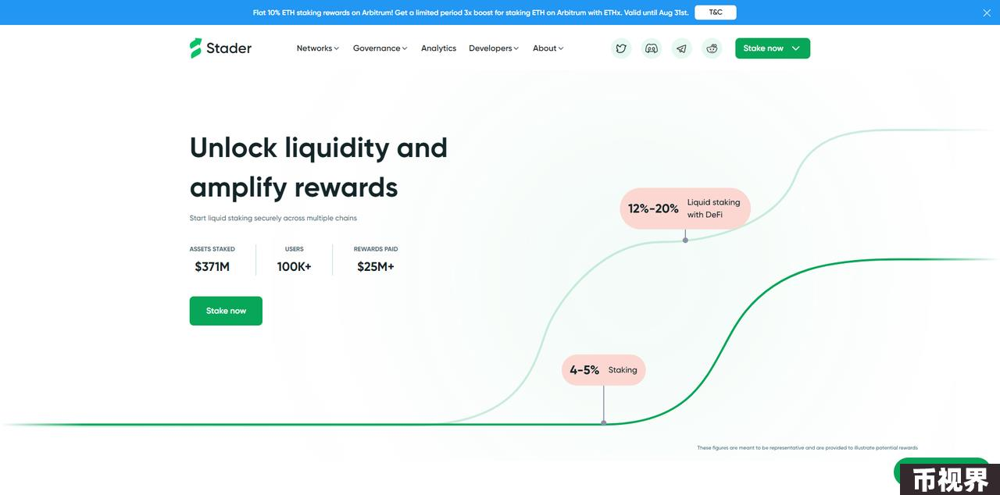 Flat 10% ETH staking rewards on Arbitrum! Get a limited period 3x boost for staking ETH on Arbitrum with ETHx. Valid until Aug 31st. T&C
Stader Networks Governance Analytics Developers About Stake now
Unlock liquidity and
amplify rewards
Start liquid staking securely across multiple chains
ASSETS STAKED USERS REWARDS PAID
$371M 100K+ $25M+
Stake now
12%-20% Liquid staking
with DeFi
4-5% Staking
These figures are meant to be representative and are provided to illustrate potential rewards
币视界